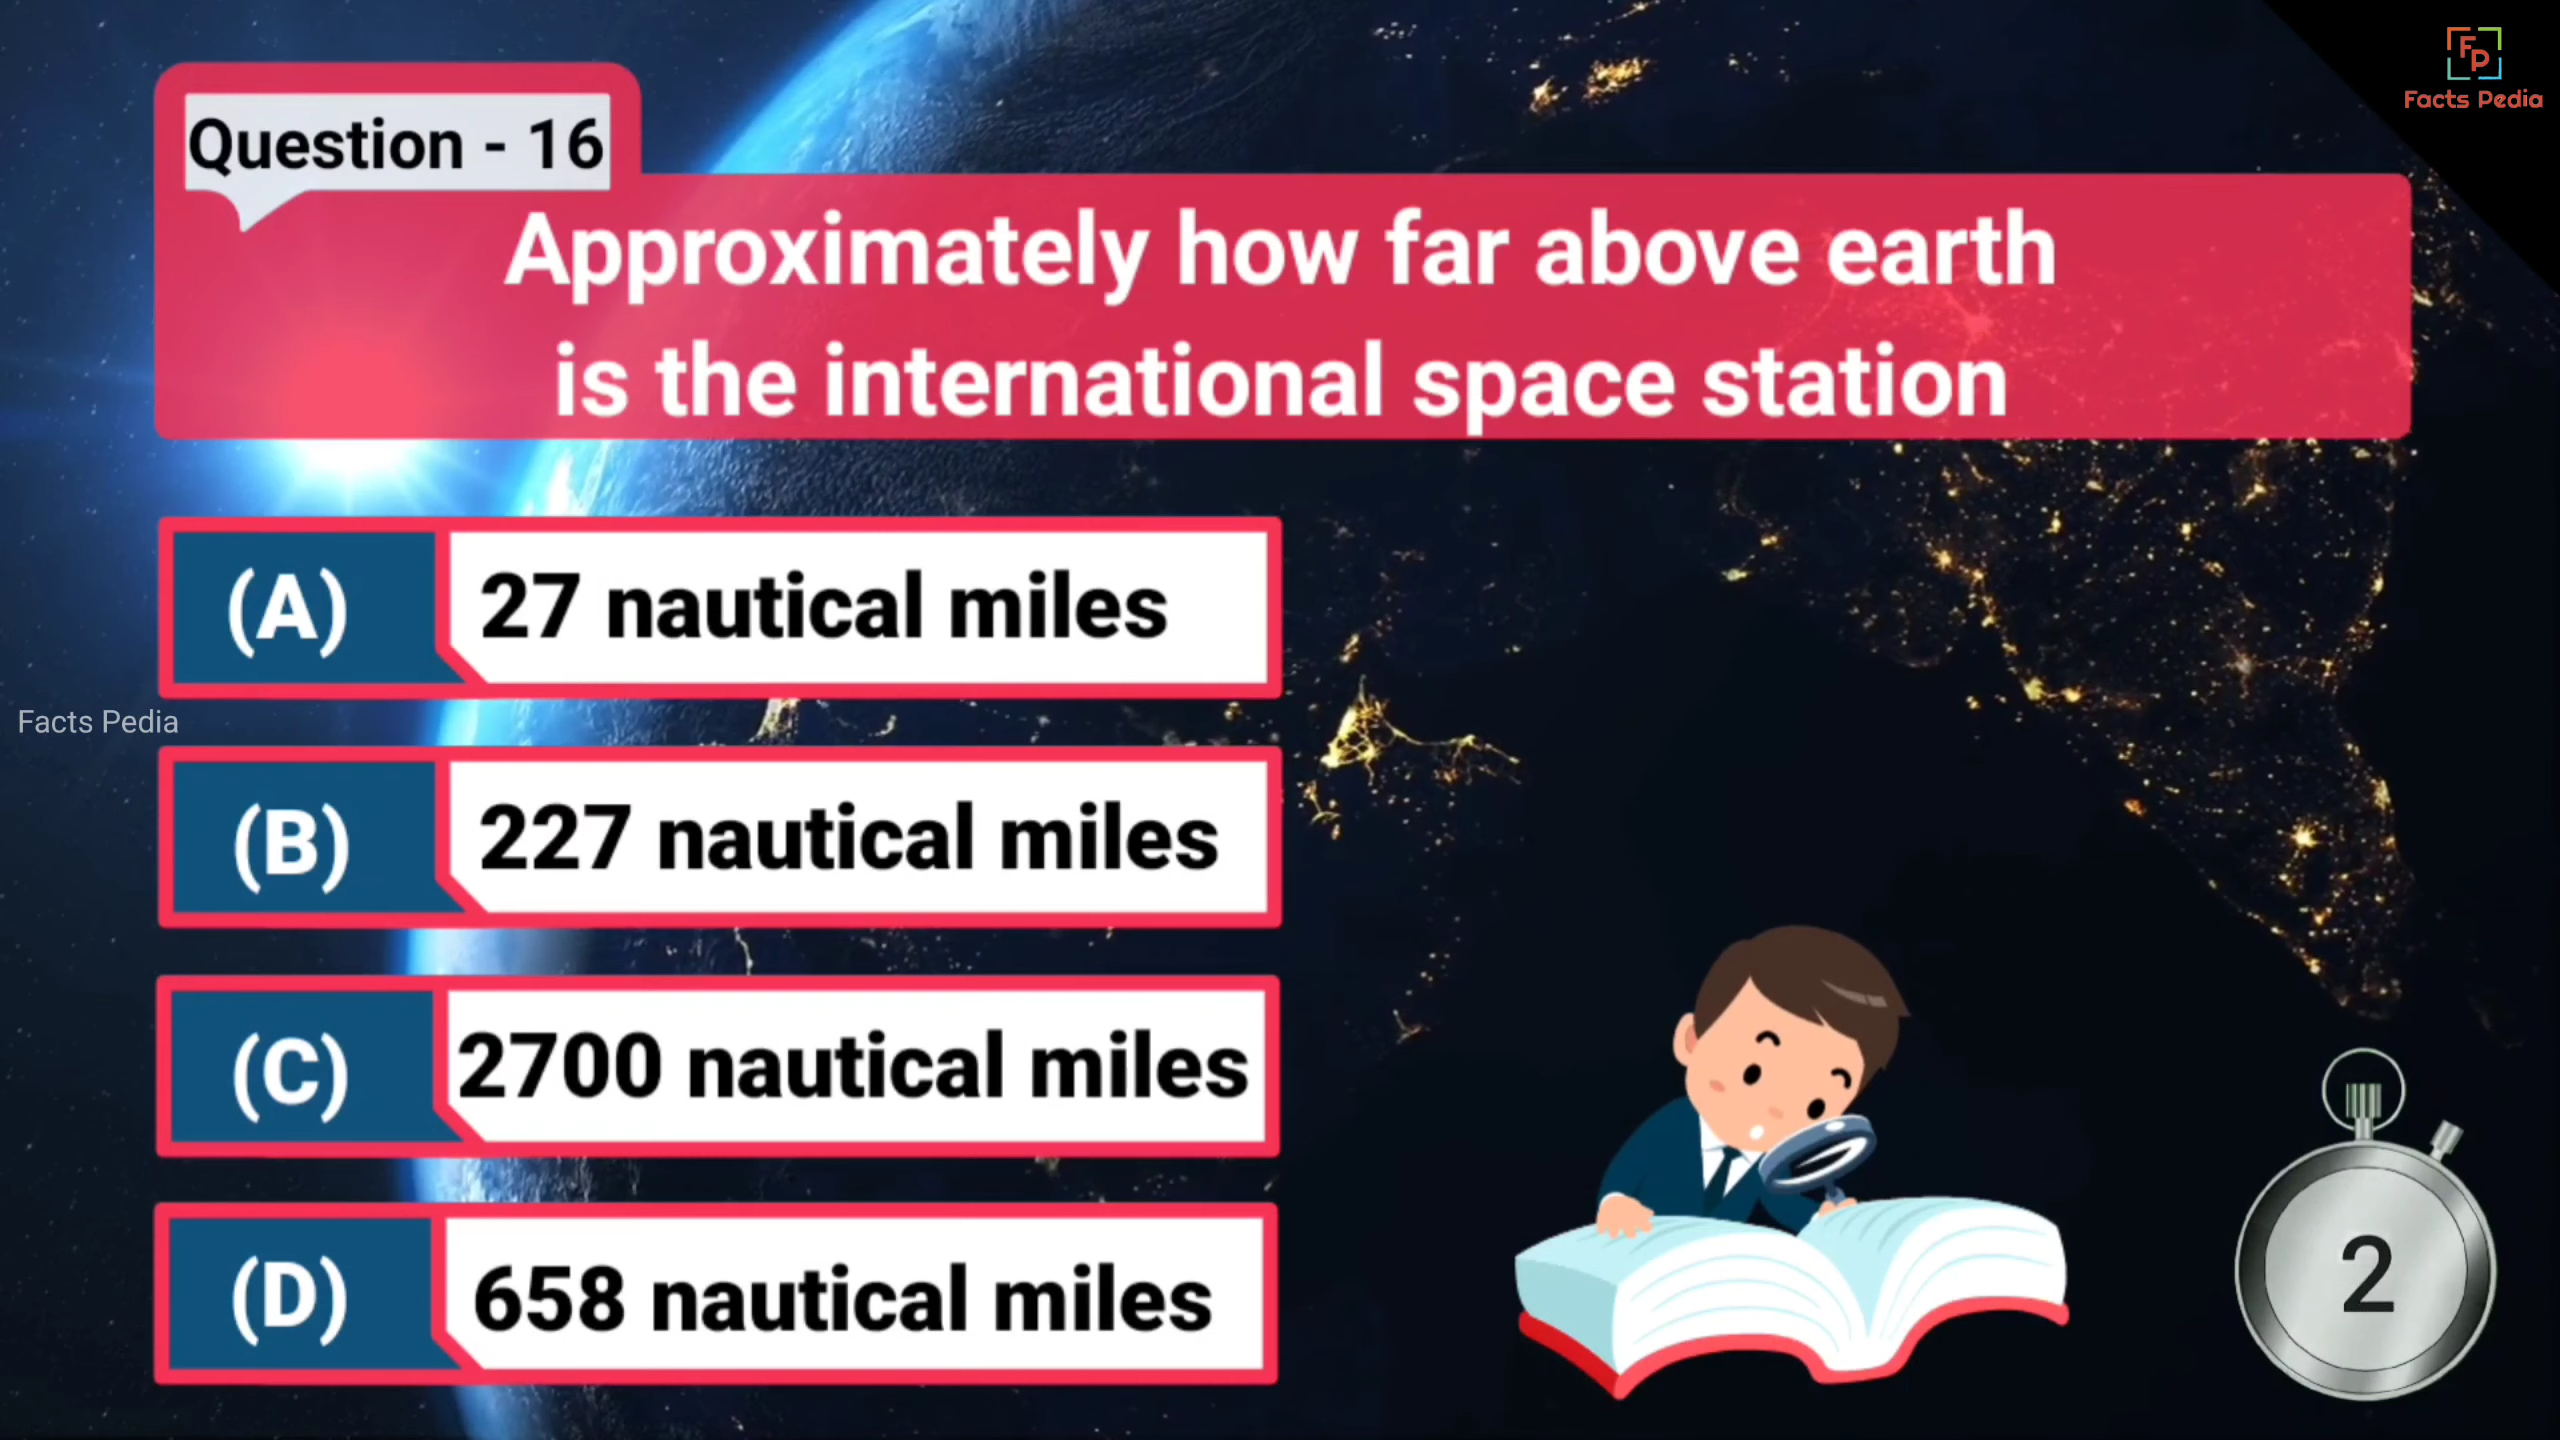 FP
Facts Pedia
Question - 16
Approximately how far above earth
is the international space station
(A) 27 nautical miles
Facts Pedia
(B) 227 nautical miles
(C) 2700 nautical miles
(D) 658 nautical miles
2